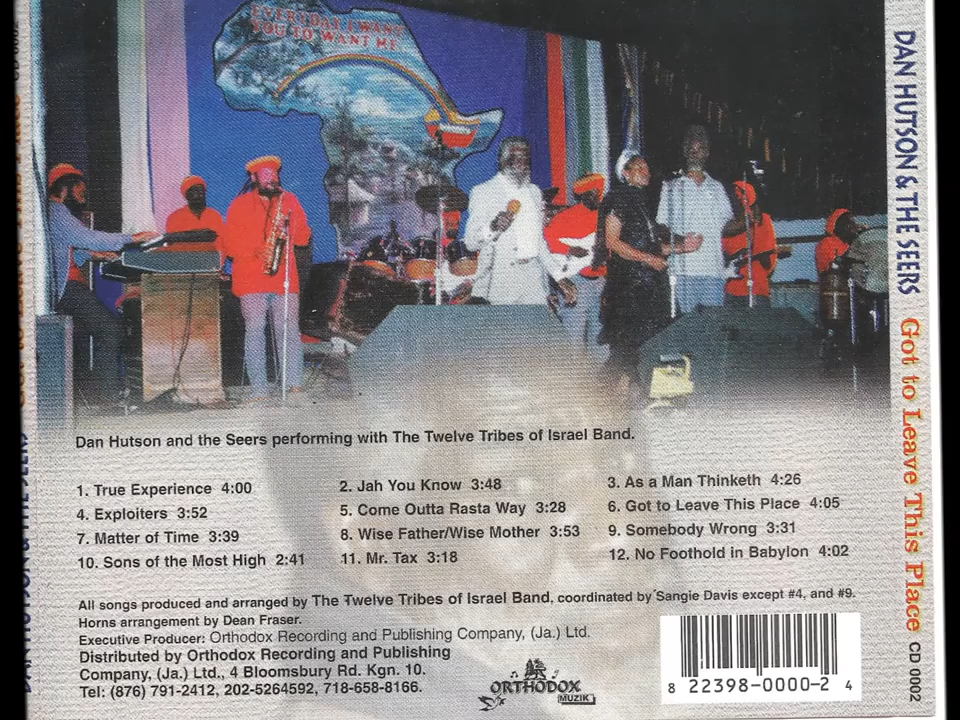 EVERYDAY I WANT
YOU TO WANT ME
DAN HUTSON & THE SEERS Got to Leave This Place CD 0002
Dan Hutson and the Seers performing with The Twelve Tribes of Israel Band.
1. True Experience 4:00
2. Jah You Know 3:48
3. As a Man Thinketh 4:26
4. Exploiters 3:52
5. Come Outta Rasta Way 3:28
6. Got to Leave This Place 4:05
7. Matter of Time 3:39
8. Wise Father/Wise Mother 3:53
9. Somebody Wrong 3:31
10. Sons of the Most High 2:41
11. Mr. Tax 3:18
12. No Foothold in Babylon 4:02
All songs produced and arranged by The Twelve Tribes of Israel Band, coordinated by Sangie Davis except #4, and #9.
Horns arrangement by Dean Fraser.
Executive Producer: Orthodox Recording and Publishing Company, (Ja.) Ltd.
Distributed by Orthodox Recording and Publishing
Company, (Ja.) Ltd., 4 Bloomsbury Rd. Kgn. 10.
Tel: (876) 791-2412, 202-5264592, 718-658-8166.
ORTHODOX
MUZIK
8 22398-0000-2 4